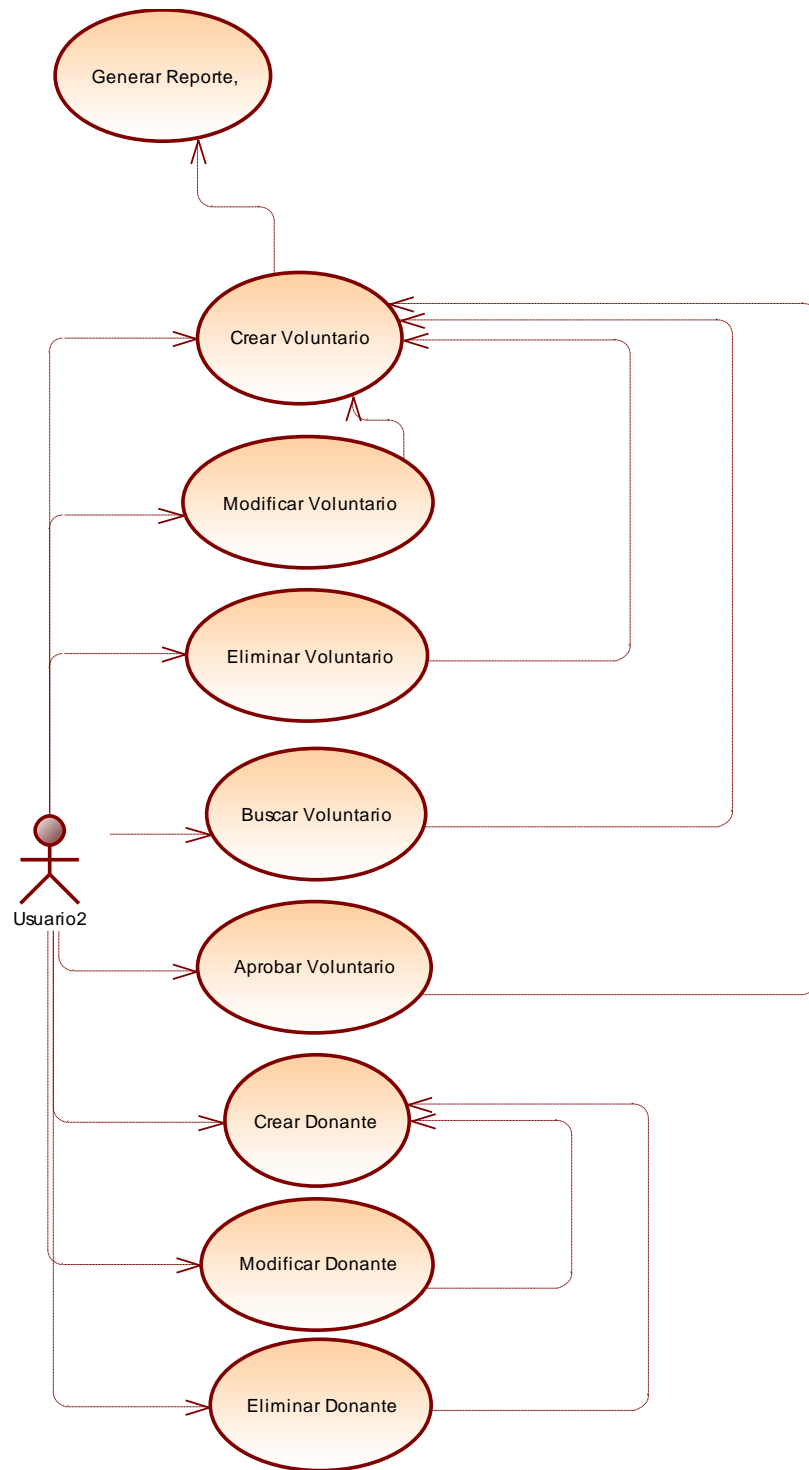 Generar Reporte,
Crear Voluntario
Modificar Voluntario
Eliminar Voluntario
Buscar Voluntario
Usuario2
Aprobar Voluntario
Crear Donante
Modificar Donante
Eliminar Donante